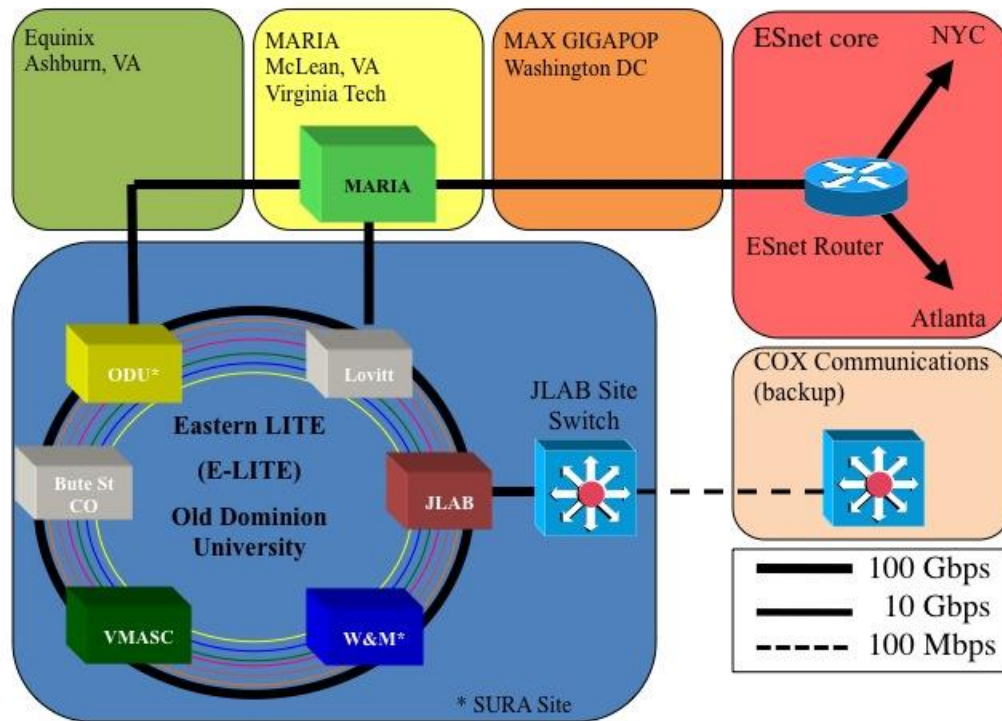 Equinix
Ashburn, VA
MARIA
McLean, VA
Virginia Tech
MAX GIGAPOP
Washington DC
ESnet core
NYC
MARIA
ESnet Router
Atlanta
ODU*
Lovitt
Eastern LITE
(E-LITE)
Old Dominion
University
Bute St
CO
JLAB
VMASC
W&M*
JLAB Site
Switch
* SURA Site
COX Communications
(backup)
100 Gbps
10 Gbps
100 Mbps